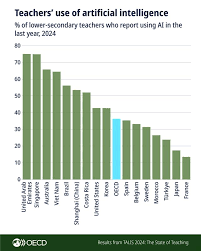 Teachers' use of artificial intelligence
% of lower-secondary teachers who report using AI in the
last year, 2024
80
70
60
50
40
30
20
10
0
United Arab
Emirates
Singapore
Australia
Viet Nam
Brazil
Shanghai (China)
Costa Rica
United States
Korea
OECD
Spain
Belgium
Sweden
Morocco
Türkiye
Japan
France
OECD
Results from TALIS 2024: The State of Teaching